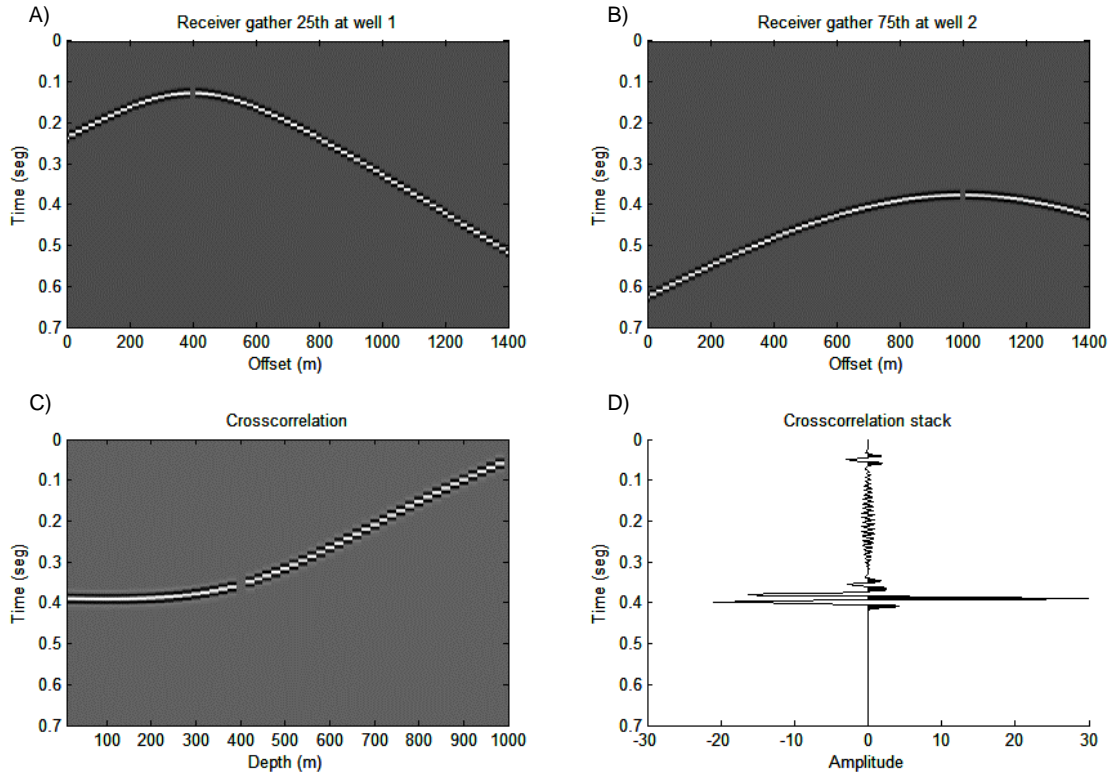 A)
Receiver gather 25th at well 1
0
0.1
0.2
0.3
0.4
0.5
0.6
0.7
Time (seg)
0 200 400 600 800 1000 1200 1400
Offset (m)
B)
Receiver gather 75th at well 2
0
0.1
0.2
0.3
0.4
0.5
0.6
0.7
Time (seg)
0 200 400 600 800 1000 1200 1400
Offset (m)
C)
Crosscorrelation
0
0.1
0.2
0.3
0.4
0.5
0.6
0.7
Time (seg)
100 200 300 400 500 600 700 800 900 1000
Depth (m)
D)
Crosscorrelation stack
0
0.1
0.2
0.3
0.4
0.5
0.6
0.7
Time (seg)
-30 -20 -10 0 10 20 30
Amplitude